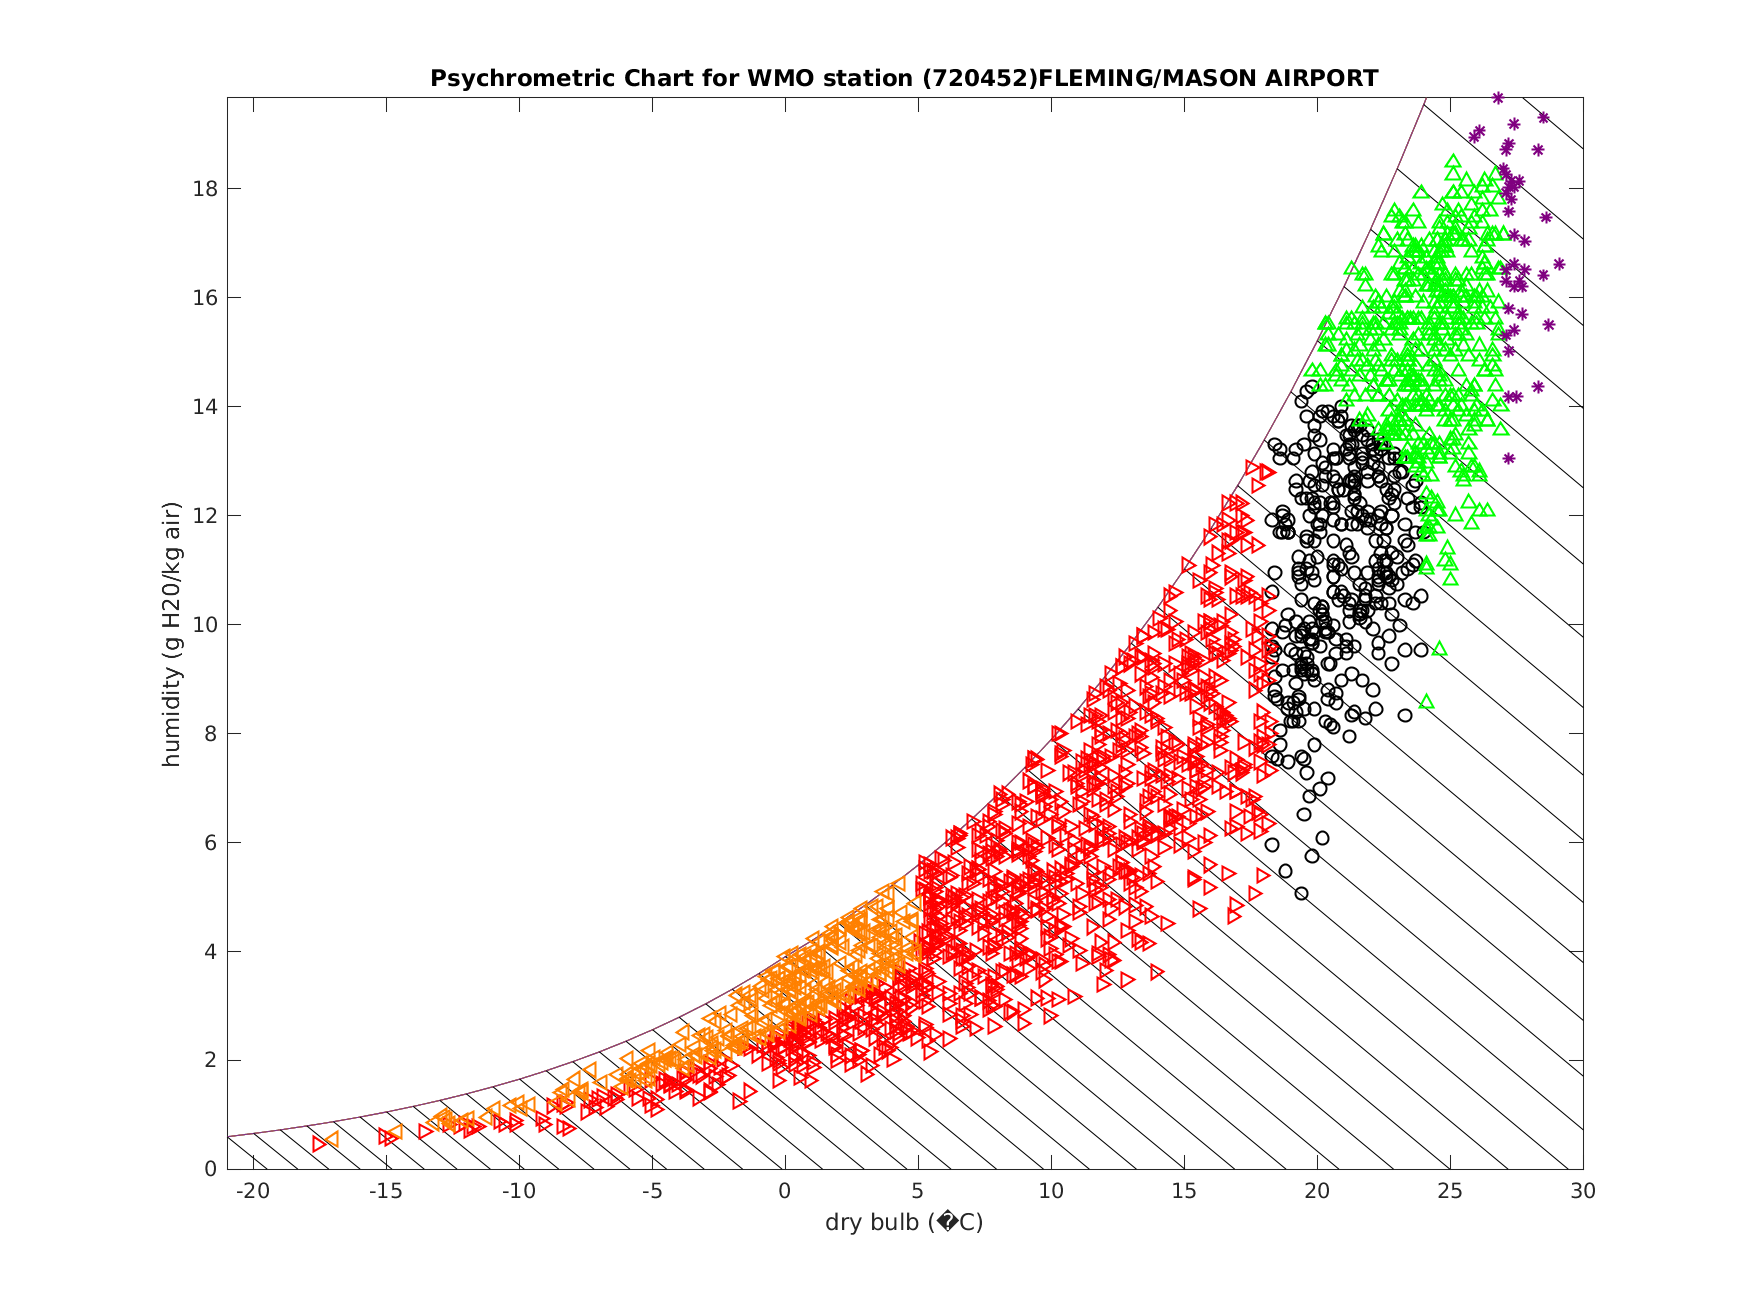 Psychrometric Chart for WMO station (720452)FLEMING/MASON AIRPORT
humidity (g H20/kg air)
18
16
14
12
10
8
6
4
2
0
-20 -15 -10 -5 0 5 10 15 20 25 30
dry bulb (�C)